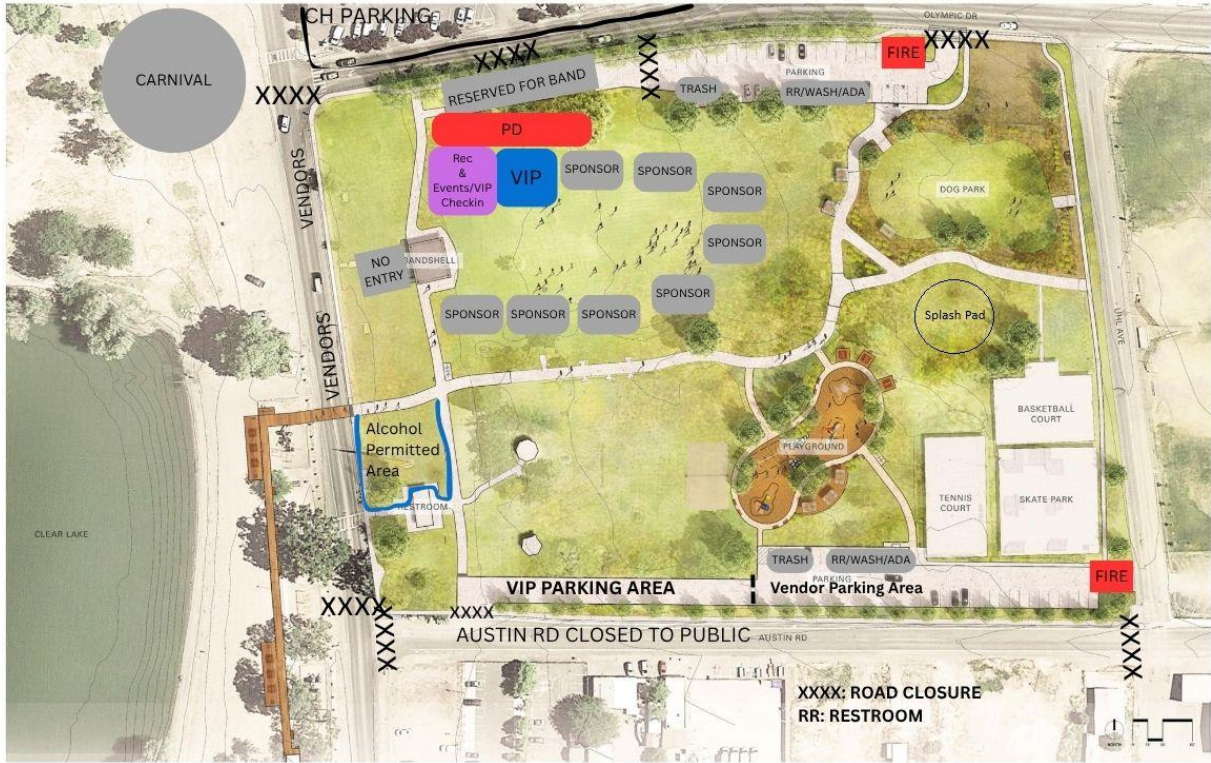 CH PARKING
OLYMPIC DR
CARNIVAL
XXXX
XXXX
XXXX
FIRE
XXXX
PARKING
RESERVED FOR BAND
TRASH
RR/WASH/ADA
PD
VENDORS
Rec
&
Events/VIP
Checkin
VIP
SPONSOR
SPONSOR
SPONSOR
DOG PARK
SPONSOR
NO
ENTRY
BANDSHELL
SPONSOR
SPONSOR
SPONSOR
SPONSOR
Splash Pad
UHL AVE
VENDORS
Alcohol
Permitted
Area
BASKETBALL
COURT
PLAYGROUND
RESTROOM
TENNIS
COURT
SKATE PARK
CLEAR LAKE
TRASH
RR/WASH/ADA
PARKING
FIRE
VIP PARKING AREA
Vendor Parking Area
XXXX
XXXX
XXXX
XXXX
AUSTIN RD CLOSED TO PUBLIC
AUSTIN RD
XXXX: ROAD CLOSURE
RR: RESTROOM
NORTH